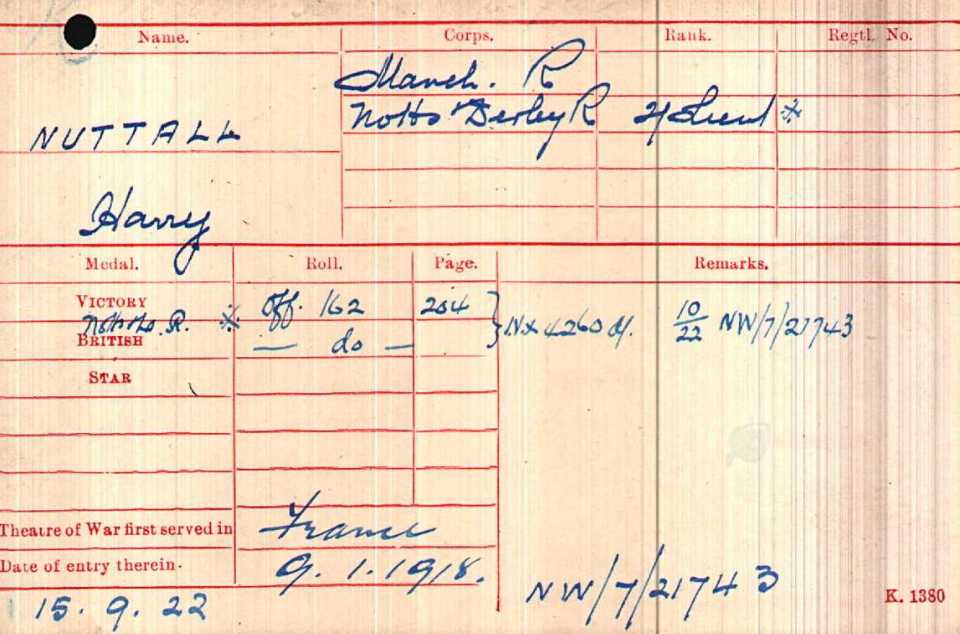 Name. Corps. Rank. Regtl. No.
Manch. R
Notts & Derby R 2/Lieut ※
NUTTALL
Harry
Medal. Roll. Page. Remarks.
VICTORY Off. 162 204
R. ※
BRITISH — do —
NW/7/21743
10/22
STAR
Theatre of War first served in France
Date of entry therein. 9.1.1918.
15.9.22 NW/7/21743 K. 1380